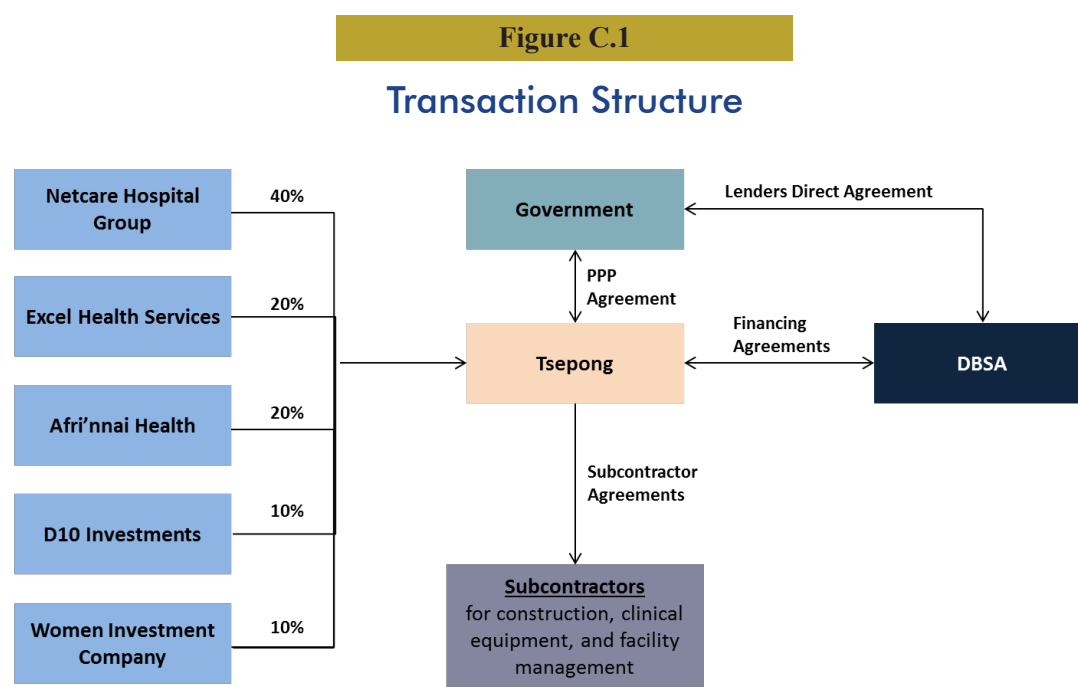 Figure C.1
Transaction Structure
Netcare Hospital
Group
40%
Excel Health Services
20%
Afri’nnai Health
20%
D10 Investments
10%
Women Investment
Company
10%
Government
Lenders Direct Agreement
PPP
Agreement
Tsepong
Financing
Agreements
DBSA
Subcontractor
Agreements
Subcontractors
for construction, clinical
equipment, and facility
management